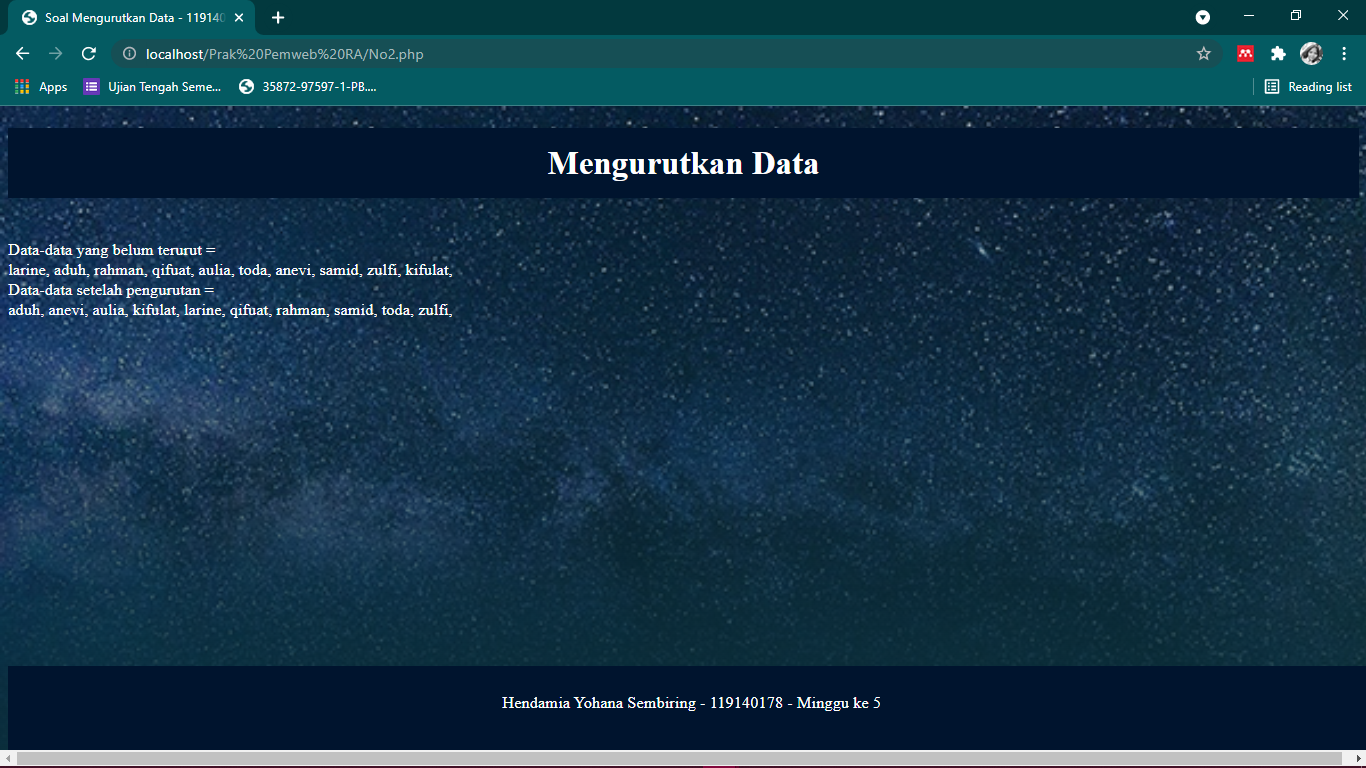 Soal Mengurutkan Data - 11914
localhost/Prak%20Pemweb%20RA/No2.php
Apps
Ujian Tengah Seme...
35872-97597-1-PB....
Reading list
Mengurutkan Data
Data-data yang belum terurut =
larine, aduh, rahman, qifuat, aulia, toda, anevi, samid, zulfi, kifulat,
Data-data setelah pengurutan =
aduh, anevi, aulia, kifulat, larine, qifuat, rahman, samid, toda, zulfi,
Hendamia Yohana Sembiring - 119140178 - Minggu ke 5